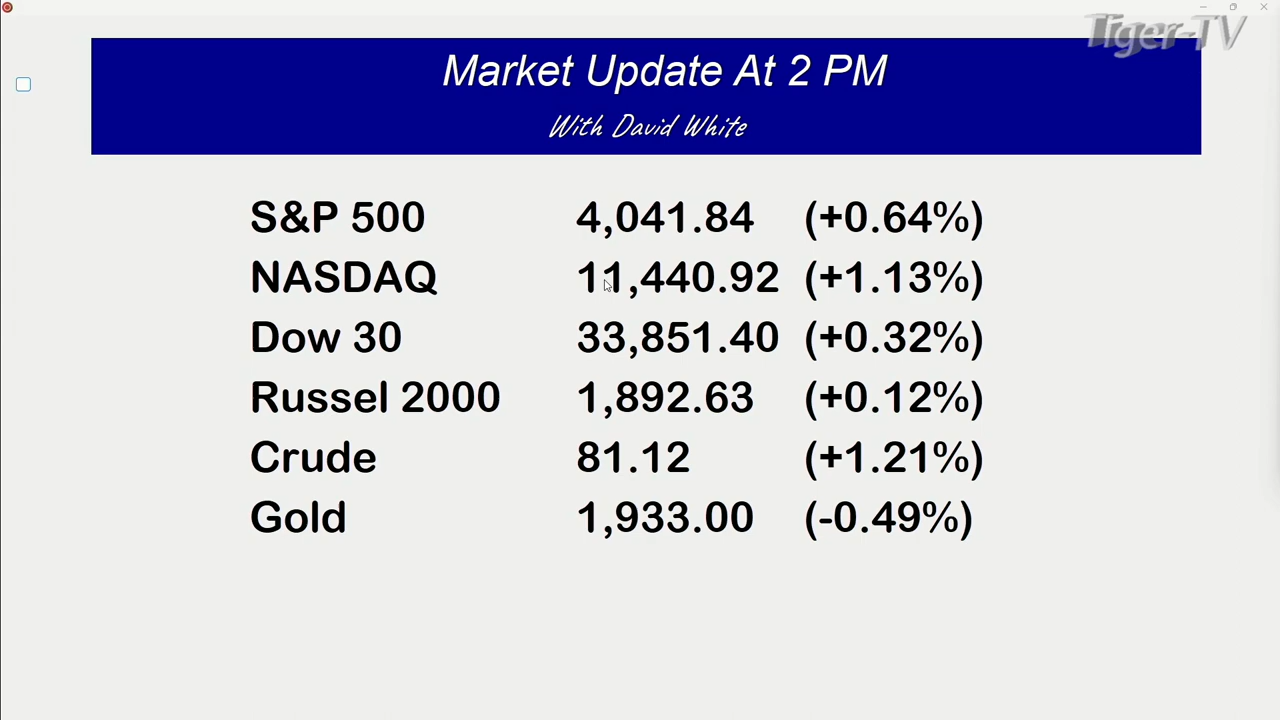 Tiger-TV
Market Update At 2 PM
With David White
S&P 500 4,041.84 (+0.64%)
NASDAQ 11,440.92 (+1.13%)
Dow 30 33,851.40 (+0.32%)
Russel 2000 1,892.63 (+0.12%)
Crude 81.12 (+1.21%)
Gold 1,933.00 (-0.49%)